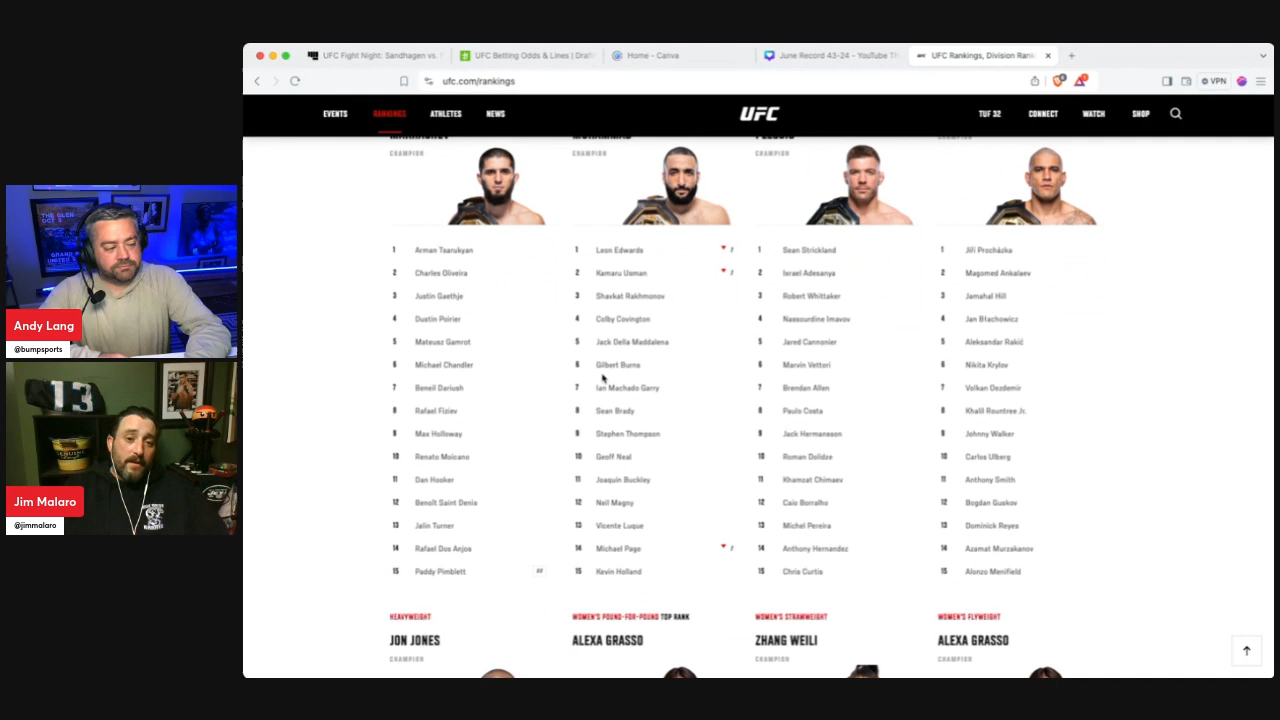 UFC Fight Night: Sandhagen vs.
UFC Betting Odds & Lines | Draft
Home - Canva
June Record 43-24 - YouTube Th
UFC Rankings, Division Rank
ufc.com/rankings
VPN
EVENTS
RANKINGS
ATHLETES
NEWS
UFC
TUF 32
CONNECT
WATCH
SHOP
CHAMPION
CHAMPION
CHAMPION
CHAMPION
1 Arman Tsarukyan
2 Charles Oliveira
3 Justin Gaethje
4 Dustin Poirier
5 Mateusz Gamrot
6 Michael Chandler
7 Beneil Dariush
8 Rafael Fiziev
9 Max Holloway
10 Renato Moicano
11 Dan Hooker
12 Benoît Saint Denis
13 Jalin Turner
14 Rafael Dos Anjos
15 Paddy Pimblett
1 Leon Edwards
2 Kamaru Usman
3 Shavkat Rakhmonov
4 Colby Covington
5 Jack Della Maddalena
6 Gilbert Burns
7 Ian Machado Garry
8 Sean Brady
9 Stephen Thompson
10 Geoff Neal
11 Joaquin Buckley
12 Neil Magny
13 Vicente Luque
14 Michael Page
15 Kevin Holland
1 Sean Strickland
2 Israel Adesanya
3 Robert Whittaker
4 Nassourdine Imavov
5 Jared Cannonier
6 Marvin Vettori
7 Brendan Allen
8 Paulo Costa
9 Jack Hermansson
10 Roman Dolidze
11 Khamzat Chimaev
12 Caio Borralho
13 Michel Pereira
14 Anthony Hernandez
15 Chris Curtis
1 Jiří Procházka
2 Magomed Ankalaev
3 Jamahal Hill
4 Jan Błachowicz
5 Aleksandar Rakić
6 Nikita Krylov
7 Volkan Oezdemir
8 Khalil Rountree Jr.
9 Johnny Walker
10 Carlos Ulberg
11 Anthony Smith
12 Bogdan Guskov
13 Dominick Reyes
14 Azamat Murzakanov
15 Alonzo Menifield
HEAVYWEIGHT
JON JONES
CHAMPION
WOMEN'S POUND-FOR-POUND TOP RANK
ALEXA GRASSO
WOMEN'S STRAWWEIGHT
ZHANG WEILI
CHAMPION
WOMEN'S FLYWEIGHT
ALEXA GRASSO
CHAMPION
THE GLEN
Andy Lang
@bumpsports
13
GENUINE
Jim Malaro
@jimmalaro